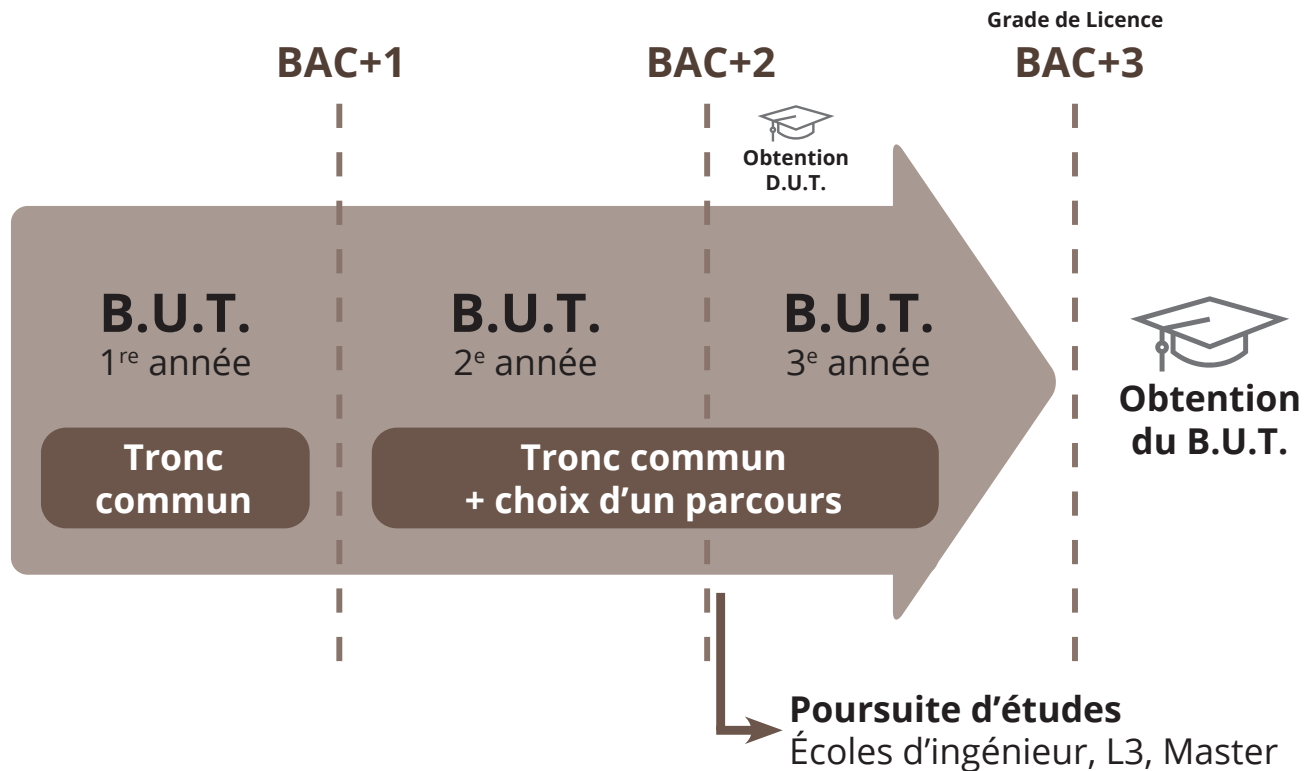 Grade de Licence
BAC+1
BAC+2
BAC+3
Obtention
D.U.T.
B.U.T.
1re année
B.U.T.
2e année
B.U.T.
3e année
Tronc
commun
Tronc commun
+ choix d’un parcours
Obtention
du B.U.T.
Poursuite d’études
Écoles d'ingénieur, L3, Master